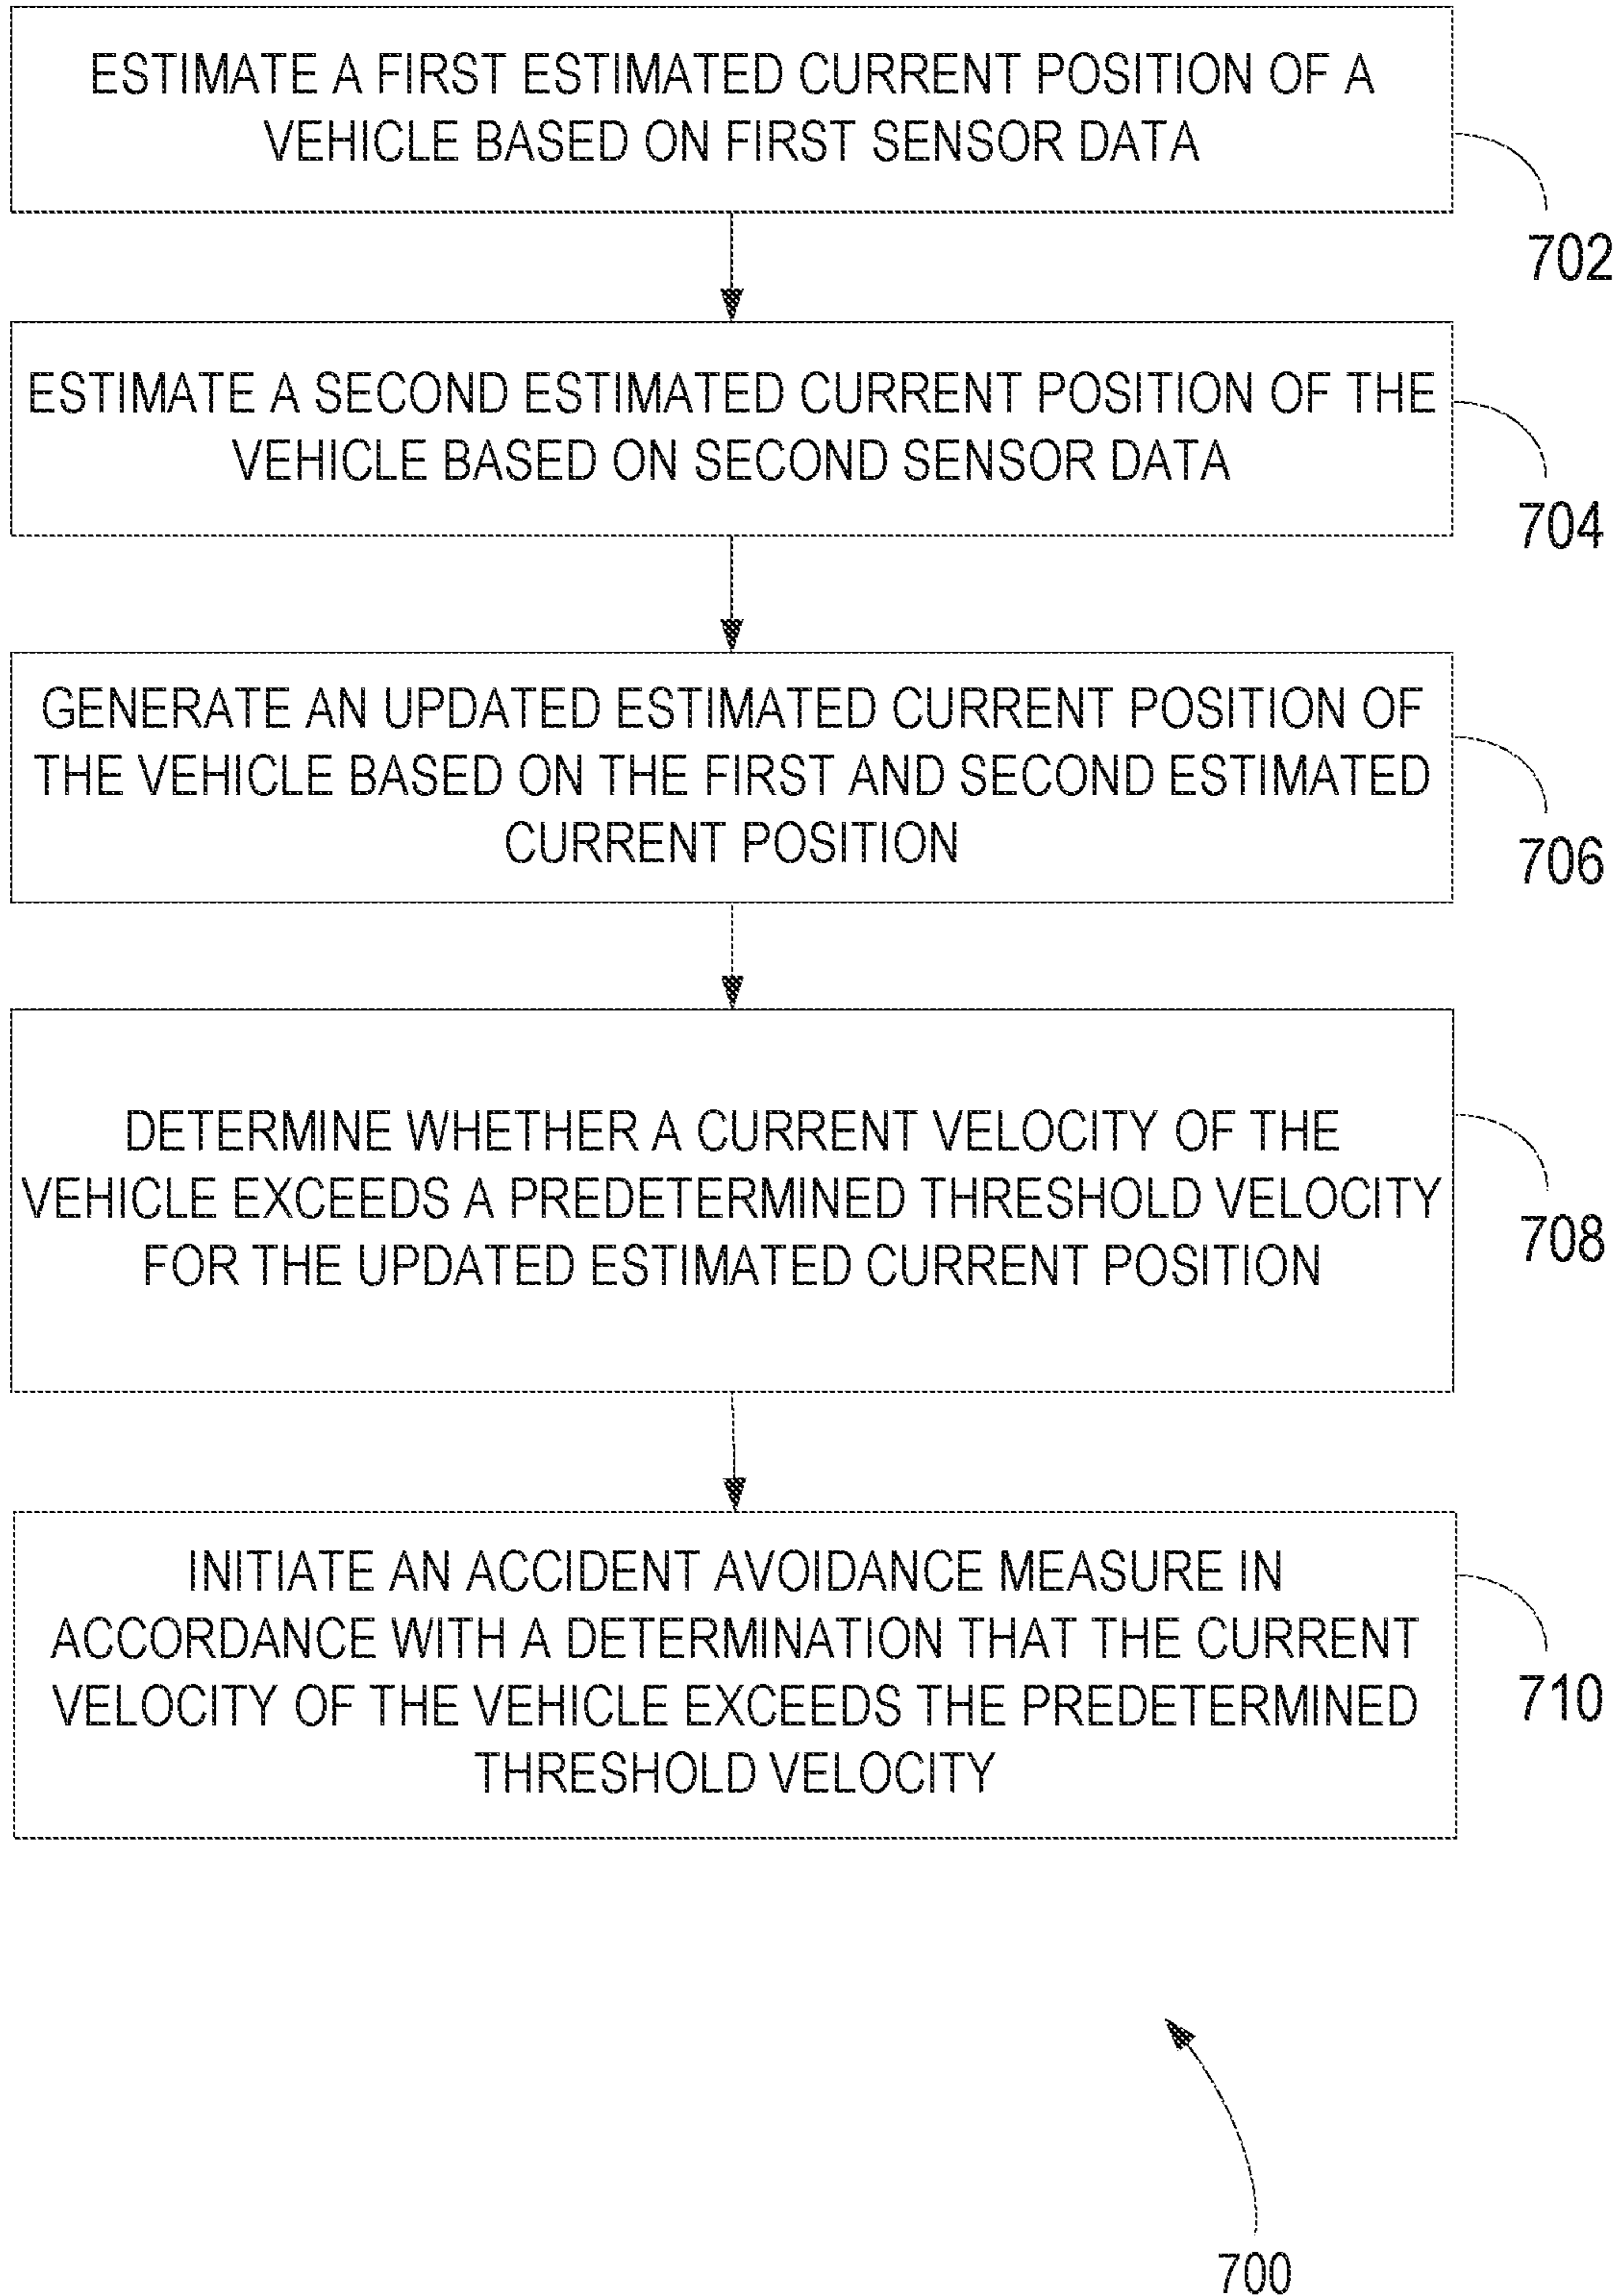 ESTIMATE A FIRST ESTIMATED CURRENT POSITION OF A
VEHICLE BASED ON FIRST SENSOR DATA
702
ESTIMATE A SECOND ESTIMATED CURRENT POSITION OF THE
VEHICLE BASED ON SECOND SENSOR DATA
704
GENERATE AN UPDATED ESTIMATED CURRENT POSITION OF
THE VEHICLE BASED ON THE FIRST AND SECOND ESTIMATED
CURRENT POSITION
706
DETERMINE WHETHER A CURRENT VELOCITY OF THE
VEHICLE EXCEEDS A PREDETERMINED THRESHOLD VELOCITY
FOR THE UPDATED ESTIMATED CURRENT POSITION
708
INITIATE AN ACCIDENT AVOIDANCE MEASURE IN
ACCORDANCE WITH A DETERMINATION THAT THE CURRENT
VELOCITY OF THE VEHICLE EXCEEDS THE PREDETERMINED
THRESHOLD VELOCITY
710
700